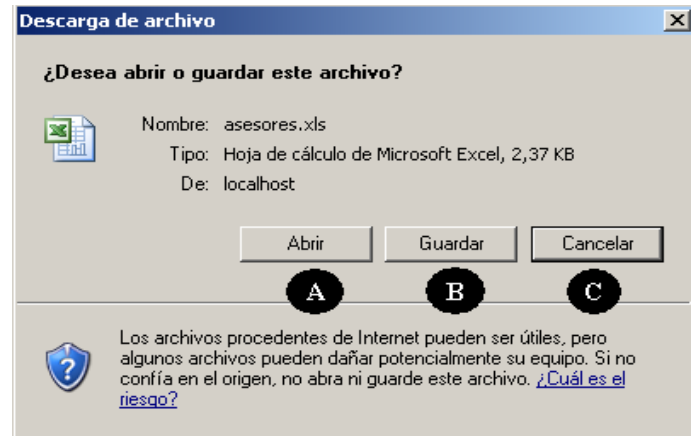 Descarga de archivo
¿Desea abrir o guardar este archivo?
Nombre: asesores.xls
Tipo: Hoja de cálculo de Microsoft Excel, 2,37 KB
De: localhost
Abrir Guardar Cancelar
A B C
Los archivos procedentes de Internet pueden ser útiles, pero
algunos archivos pueden dañar potencialmente su equipo. Si no
confía en el origen, no abra ni guarde este archivo. ¿Cuál es el
riesgo?